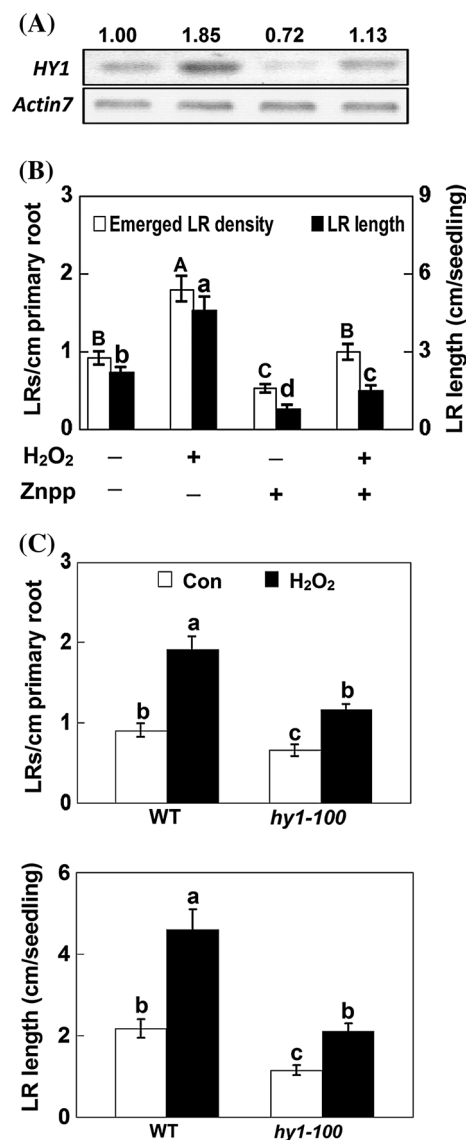 (A)
1.00 1.85 0.72 1.13
HY1
Actin7
(B)
3 9
Emerged LR density LR length
LRs/cm primary root
LR length (cm/seedling)
2 6
1 3
0 0
A a
B b
C d
B c
H₂O₂ – + – +
Znpp – – + +
(C)
3
Con H₂O₂
LRs/cm primary root
2
1
0
b a c b
WT hy1-100
6
LR length (cm/seedling)
4
2
0
b a c b
WT hy1-100